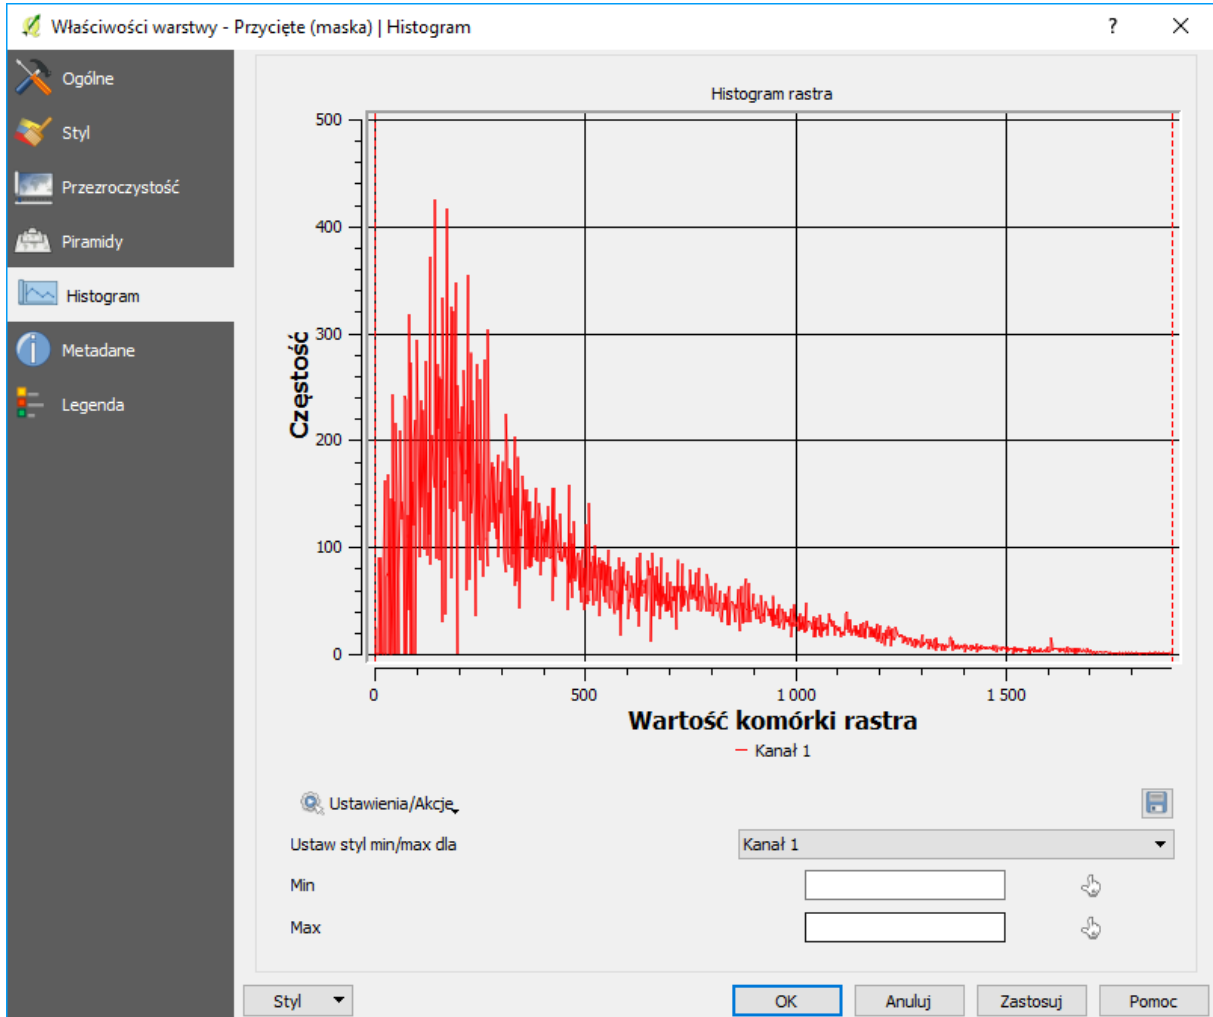 Właściwości warstwy - Przycięte (maska) | Histogram
?
Ogólne
Styl
Przezroczystość
Piramidy
Histogram
Metadane
Legenda
Histogram rastra
500
400
300
200
100
0
Częstość
0 500 1 000 1 500
Wartość komórki rastra
Kanał 1
Ustawienia/Akcje
Ustaw styl min/max dla Kanał 1
Min
Max
Styl OK Anuluj Zastosuj Pomoc